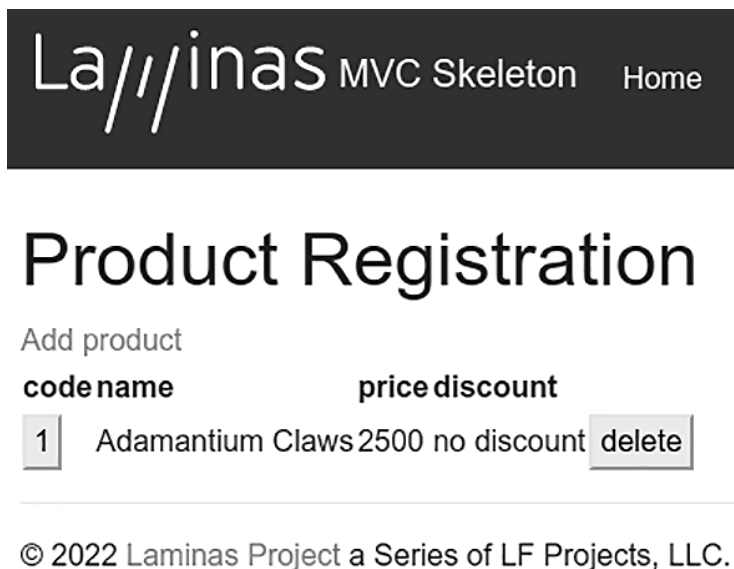 Laminas MVC Skeleton Home
Product Registration
Add product
code name price discount
1 Adamantium Claws 2500 no discount delete
© 2022 Laminas Project a Series of LF Projects, LLC.